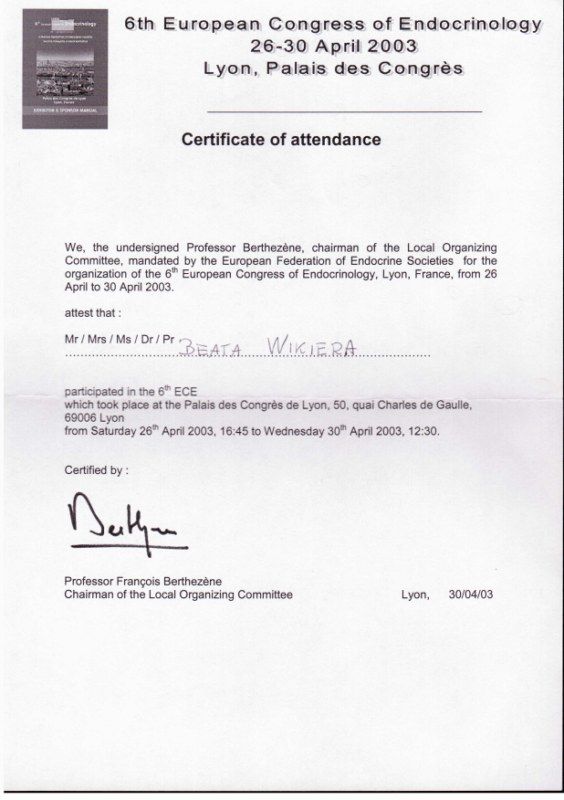 6th European Congress of Endocrinology
26-30 April 2003
Lyon, Palais des Congrès
EXHIBITOR & SPONSOR MANUAL
Certificate of attendance
We, the undersigned Professor Berthezène, chairman of the Local Organizing
Committee, mandated by the European Federation of Endocrine Societies for the
organization of the 6th European Congress of Endocrinology, Lyon, France, from 26
April to 30 April 2003.
attest that :
Mr / Mrs / Ms / Dr / Pr BEATA WIKIERA
participated in the 6th ECE
which took place at the Palais des Congrès de Lyon, 50, quai Charles de Gaulle,
69006 Lyon
from Saturday 26th April 2003, 16:45 to Wednesday 30th April 2003, 12:30.
Certified by :
Professor François Berthezène
Chairman of the Local Organizing Committee Lyon, 30/04/03